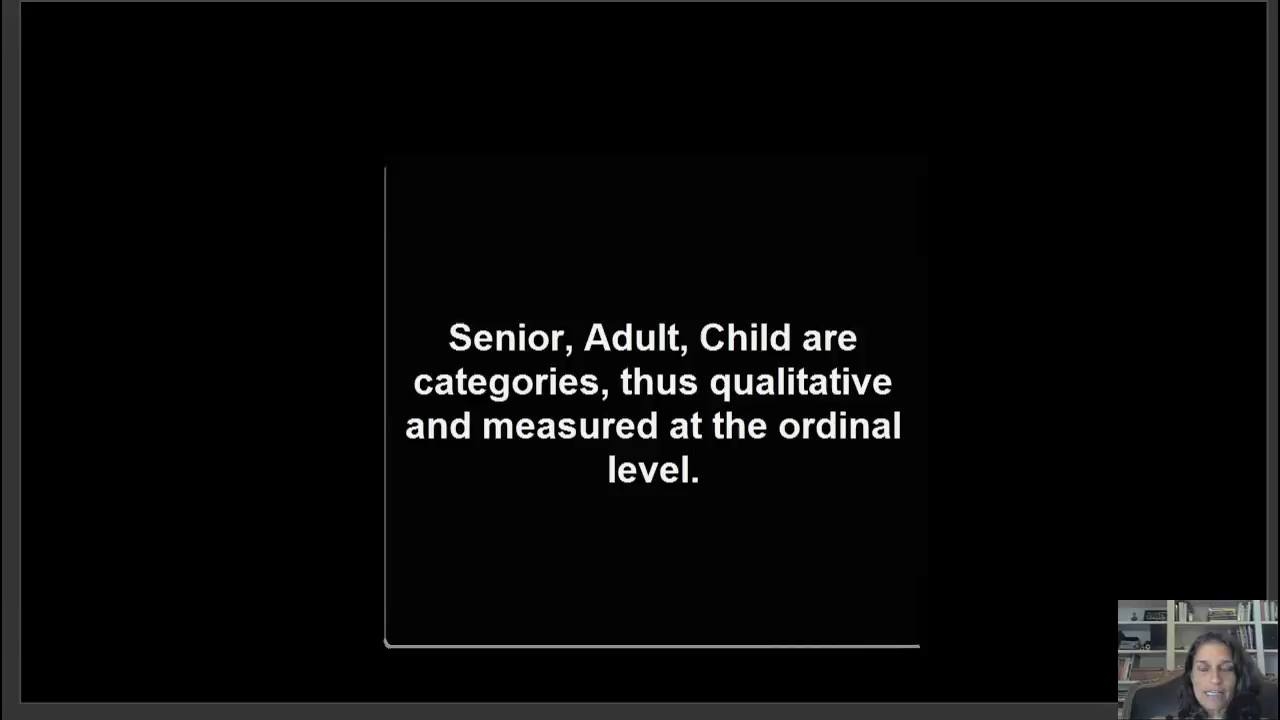 Senior, Adult, Child are
categories, thus qualitative
and measured at the ordinal
level.